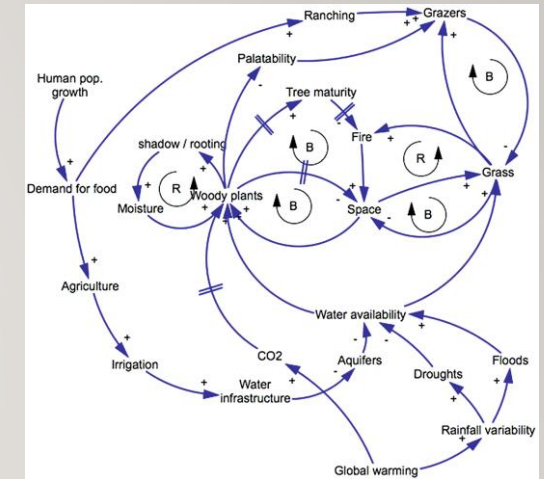 Ranching
Grazers
Palatability
Human pop.
growth
Tree maturity
B
Fire
shadow / rooting
B
R
Grass
Demand for food
R
Woody plants
Moisture
B
Space
B
Agriculture
Water availability
Irrigation
CO2
Aquifers
Droughts
Floods
Water
infrastructure
Rainfall variability
Global warming